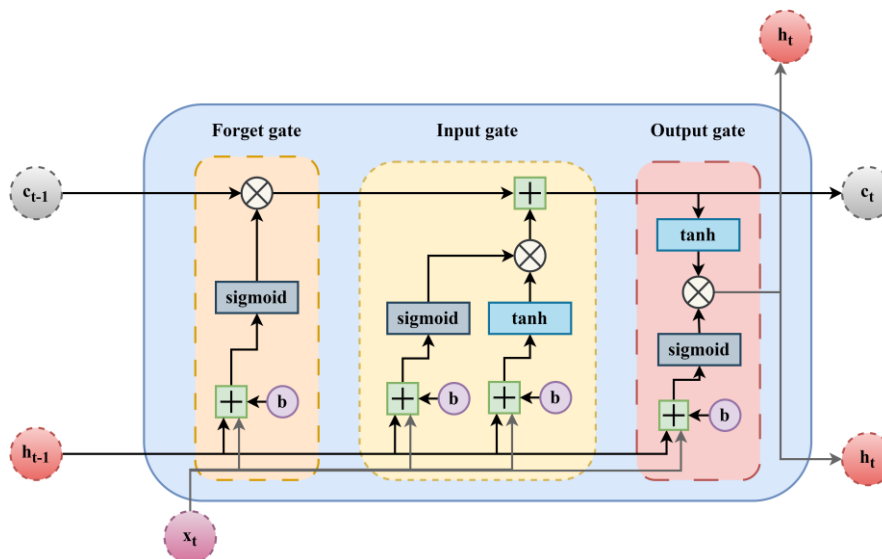 h_t
Forget gate
Input gate
Output gate
c_t-1
c_t
tanh
sigmoid
sigmoid
tanh
sigmoid
b
b
b
b
h_t-1
h_t
x_t